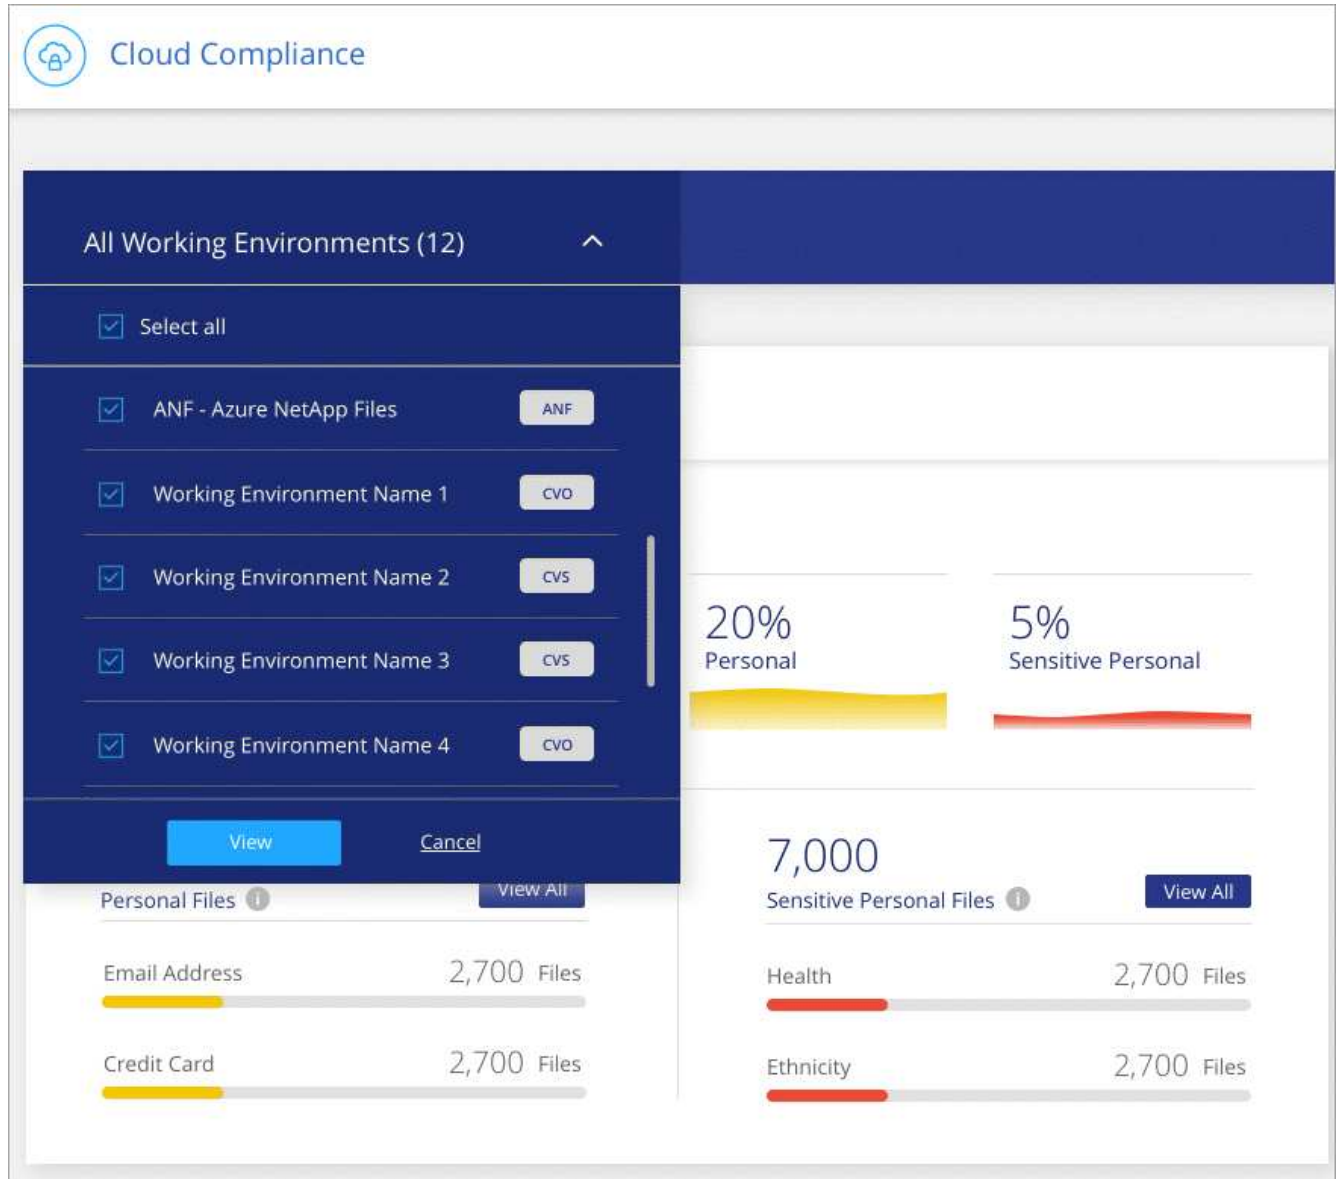 Cloud Compliance
All Working Environments (12)
Select all
ANF - Azure NetApp Files ANF
Working Environment Name 1 CVO
Working Environment Name 2 CVS
Working Environment Name 3 CVS
Working Environment Name 4 CVO
View Cancel
20%
Personal
5%
Sensitive Personal
Personal Files View All
Email Address 2,700 Files
Credit Card 2,700 Files
7,000
Sensitive Personal Files View All
Health 2,700 Files
Ethnicity 2,700 Files